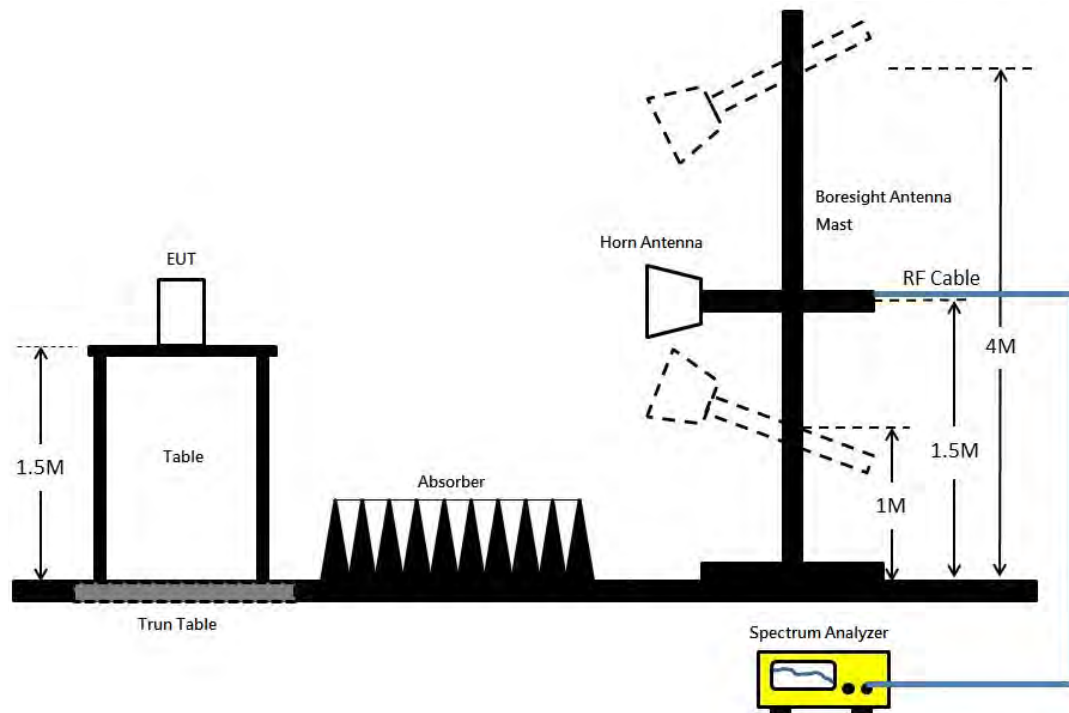 Boresight Antenna
Mast
Horn Antenna
EUT
RF Cable
4M
1.5M
Table
1.5M
Absorber
1M
Trun Table
Spectrum Analyzer